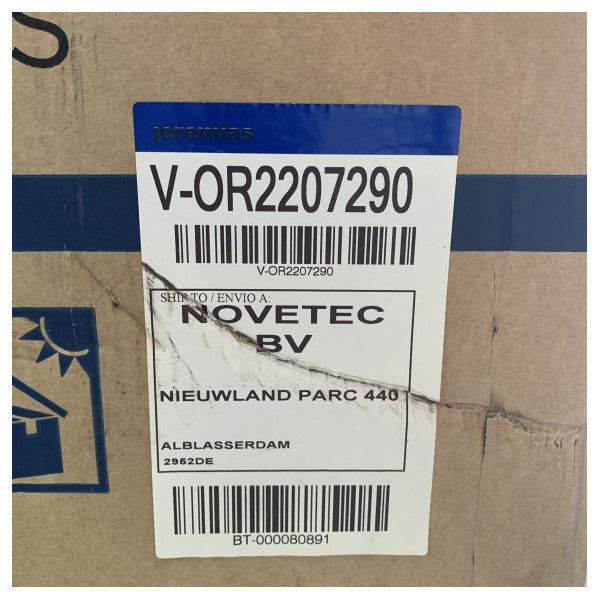 S
jeremias
V-OR2207290
V-OR2207290
SHIP TO / ENVIO A:
NOVETEC
BV
NIEUWLAND PARC 440
ALBLASSERDAM
2952DE
BT-000080891